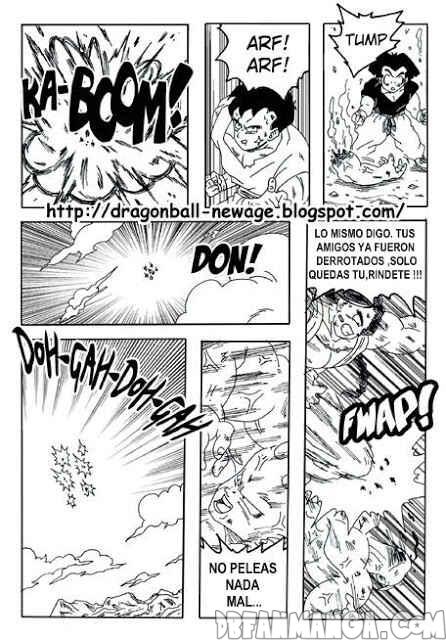 KA-BOOM!
ARF!
ARF!
TUMP
http://dragonball-newage.blogspot.com/
DON!
LO MISMO DIGO. TUS
AMIGOS YA FUERON
DERROTADOS ,SOLO
QUEDAS TU,RINDETE !!!
FWAP!
DOH-GAH-DOH-GAH
NO PELEAS
NADA
MAL...
DBFANMANGA.COM